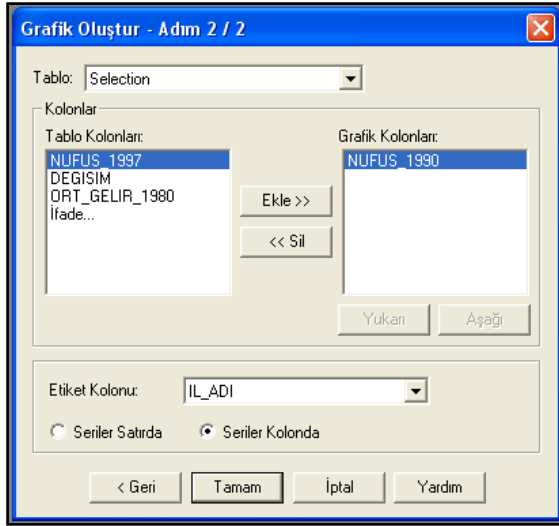 Grafik Oluştur - Adım 2 / 2
Tablo: Selection
Kolonlar
Tablo Kolonları: Grafik Kolonları:
NUFUS_1997 NUFUS_1990
DEGISIM
ORT_GELIR_1980
İfade...
Ekle >>
<< Sil
Yukarı Aşağı
Etiket Kolonu: IL_ADI
Seriler Satırda Seriler Kolonda
< Geri Tamam İptal Yardım